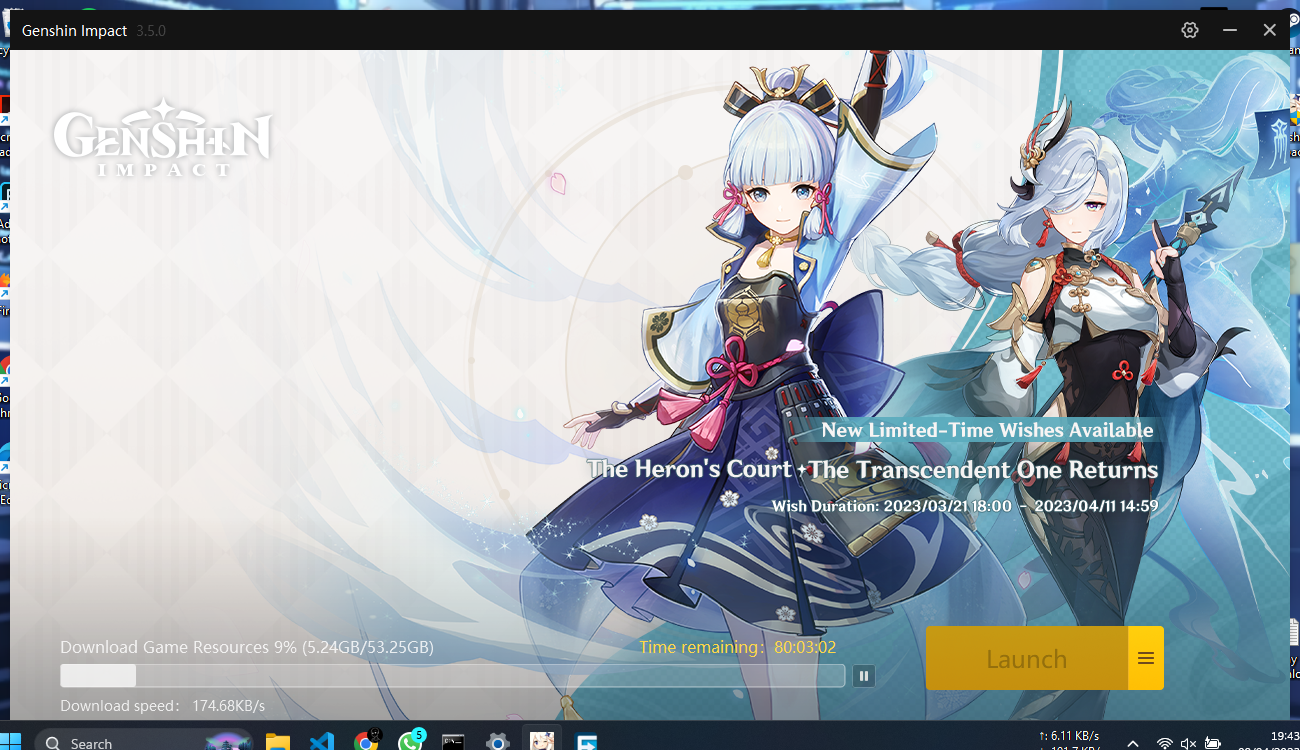 Genshin Impact 3.5.0
GENSHIN
IMPACT
New Limited-Time Wishes Available
The Heron's Court ✦ The Transcendent One Returns
Wish Duration: 2023/03/21 18:00 - 2023/04/11 14:59
Download Game Resources 9% (5.24GB/53.25GB)
Time remaining: 80:03:02
Launch
Download speed: 174.68KB/s
Search
5
↑: 6.11 KB/s
19:43